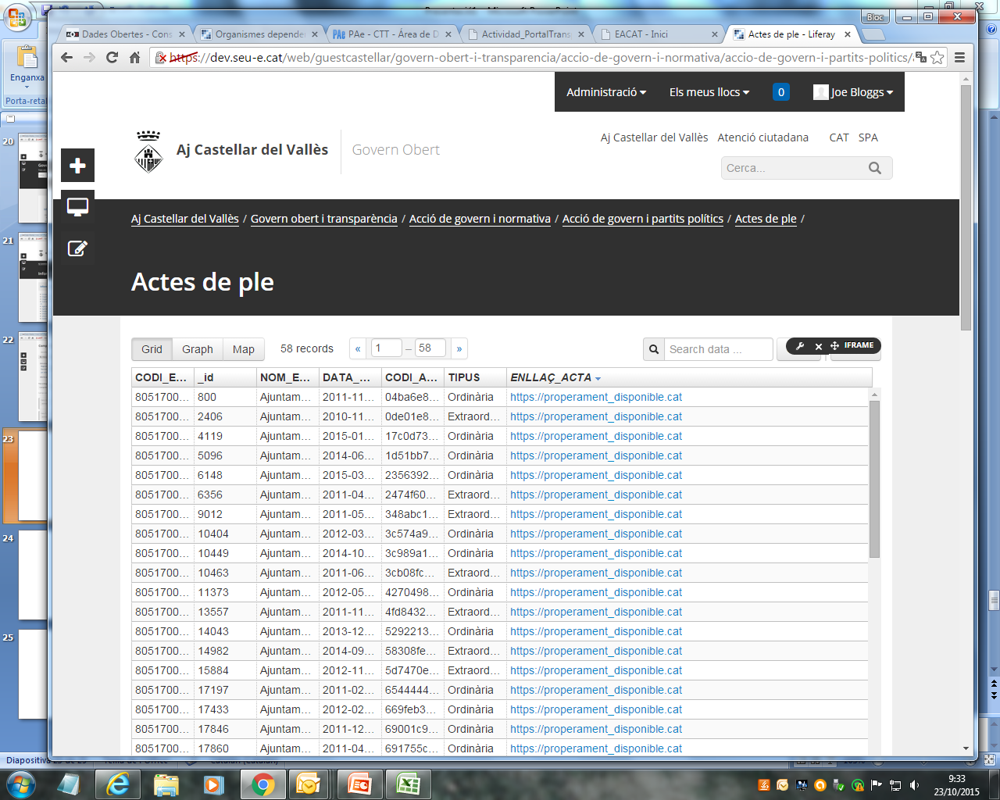 Bloc
Dades Obertes - Cons
Organismes depende
PAe - CTT - Área de D
Actividad_PortalTransp
EACAT - Inici
Actes de ple - Liferay
https://dev.seu-e.cat/web/guestcastellar/govern-obert-i-transparencia/accio-de-govern-i-normativa/accio-de-govern-i-partits-politics/
Enganxa
Porta-retal
Administració
Els meus llocs
0
Joe Bloggs
Aj Castellar del Vallès
Govern Obert
Aj Castellar del Vallès Atenció ciutadana CAT SPA
Cerca...
Aj Castellar del Vallès / Govern obert i transparència / Acció de govern i normativa / Acció de govern i partits polítics / Actes de ple /
Actes de ple
Grid Graph Map 58 records « 1 – 58 » Search data ... IFRAME
CODI_E... _id NOM_E... DATA_... CODI_A... TIPUS ENLLAÇ_ACTA
8051700... 800 Ajuntam... 2011-11... 04ba6e8... Ordinària https://properament_disponible.cat
8051700... 2406 Ajuntam... 2010-11... 0de01e8... Extraord... https://properament_disponible.cat
8051700... 4119 Ajuntam... 2015-01... 17c0d73... Ordinària https://properament_disponible.cat
8051700... 5096 Ajuntam... 2014-06... 1d51bb7... Ordinària https://properament_disponible.cat
8051700... 6148 Ajuntam... 2015-03... 2356392... Ordinària https://properament_disponible.cat
8051700... 6356 Ajuntam... 2011-04... 2474f60... Extraord... https://properament_disponible.cat
8051700... 9012 Ajuntam... 2011-05... 348abc1... Extraord... https://properament_disponible.cat
8051700... 10404 Ajuntam... 2012-03... 3c574a9... Ordinària https://properament_disponible.cat
8051700... 10449 Ajuntam... 2014-10... 3c989a1... Ordinària https://properament_disponible.cat
8051700... 10463 Ajuntam... 2011-06... 3cb08fc... Extraord... https://properament_disponible.cat
8051700... 11373 Ajuntam... 2012-05... 4270498... Ordinària https://properament_disponible.cat
8051700... 13557 Ajuntam... 2011-11... 4fd8432... Extraord... https://properament_disponible.cat
8051700... 14043 Ajuntam... 2013-12... 5292213... Ordinària https://properament_disponible.cat
8051700... 14982 Ajuntam... 2014-09... 58308fe... Extraord... https://properament_disponible.cat
8051700... 15884 Ajuntam... 2012-11... 5d7470e... Extraord... https://properament_disponible.cat
8051700... 17197 Ajuntam... 2011-02... 6544444... Ordinària https://properament_disponible.cat
8051700... 17433 Ajuntam... 2012-02... 669feb3... Ordinària https://properament_disponible.cat
8051700... 17846 Ajuntam... 2011-12... 69001c9... Ordinària https://properament_disponible.cat
8051700... 17860 Ajuntam... 2011-04... 691755c... Ordinària https://properament_disponible.cat
20
21
22
23
24
25
Diapositiva
9:33
23/10/2015